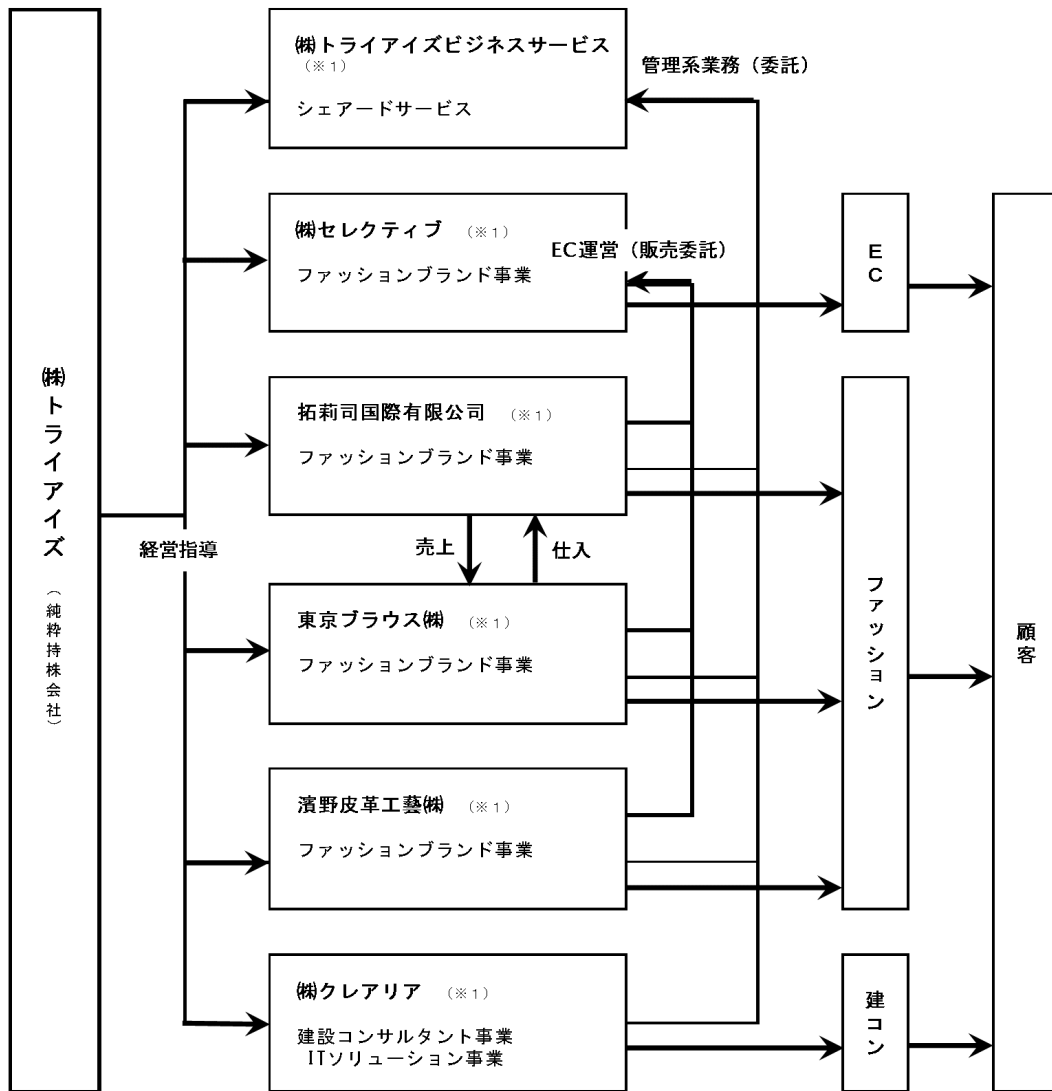 ㈱トライアイズ
（純粋持株会社）
経営指導
㈱トライアイズビジネスサービス
（※１）
シェアードサービス
管理系業務（委託）
㈱セレクティブ （※１）
ファッションブランド事業
EC運営（販売委託）
拓莉司国際有限公司 （※１）
ファッションブランド事業
売上
仕入
東京ブラウス㈱ （※１）
ファッションブランド事業
濱野皮革工藝㈱ （※１）
ファッションブランド事業
㈱クレアリア （※１）
建設コンサルタント事業
ITソリューション事業
EC
ファッション
建コン
顧客